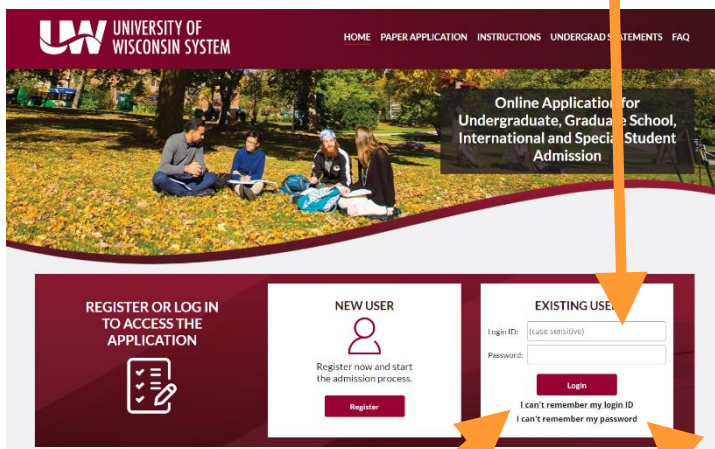 UW UNIVERSITY OF
WISCONSIN SYSTEM
HOME PAPER APPLICATION INSTRUCTIONS UNDERGRAD STATEMENTS FAQ
Online Application for
Undergraduate, Graduate School,
International and Special Student
Admission
REGISTER OR LOG IN
TO ACCESS THE
APPLICATION
NEW USER
Register now and start
the admission process.
Register
EXISTING USER
Login ID: (case sensitive)
Password:
Login
I can't remember my login ID
I can't remember my password